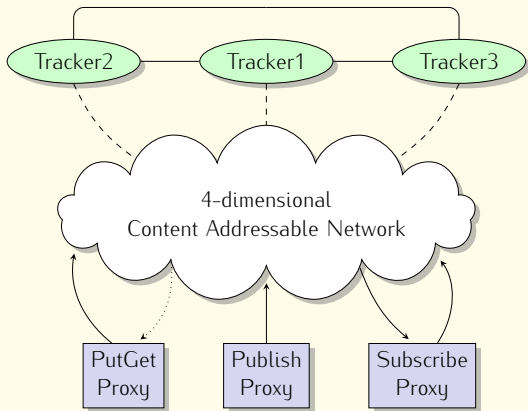 Tracker2
Tracker1
Tracker3
4-dimensional
Content Addressable Network
PutGet
Proxy
Publish
Proxy
Subscribe
Proxy